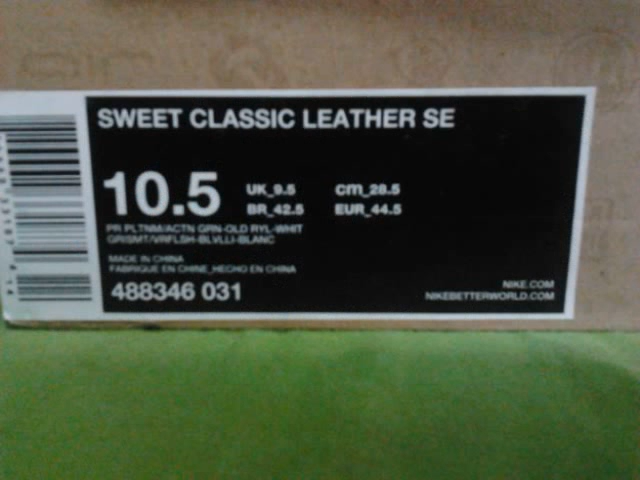 SWEET CLASSIC LEATHER SE
10.5
UK_9.5 cm_28.5
BR_42.5 EUR_44.5
PR PLTNM/ACTN GRN-OLD RYL-WHIT
GRISMT/VRFLSH-BLVLLI-BLANC
MADE IN CHINA
FABRIQUE EN CHINE_HECHO EN CHINA
488346 031
NIKE.COM
NIKEBETTERWORLD.COM